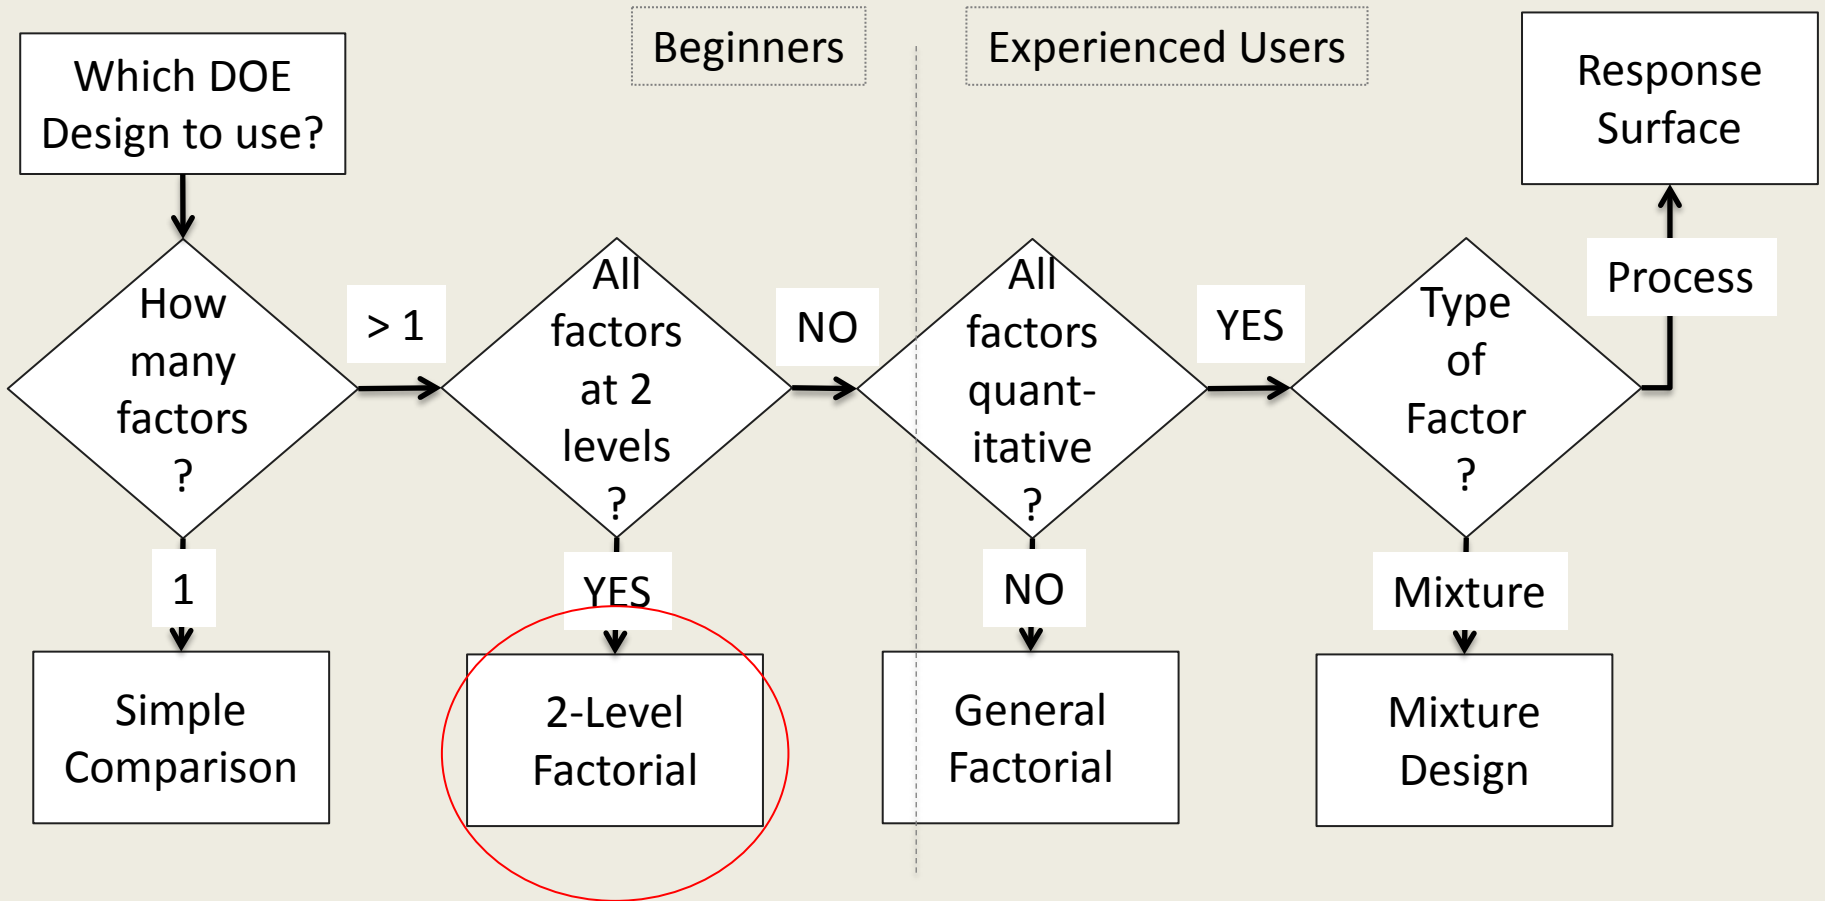 Beginners
Experienced Users
Which DOE
Design to use?
Response
Surface
How
many
factors
?
> 1
All
factors
at 2
levels
?
NO
All
factors
quant-
itative
?
YES
Type
of
Factor
?
Process
1
YES
NO
Mixture
Simple
Comparison
2-Level
Factorial
General
Factorial
Mixture
Design